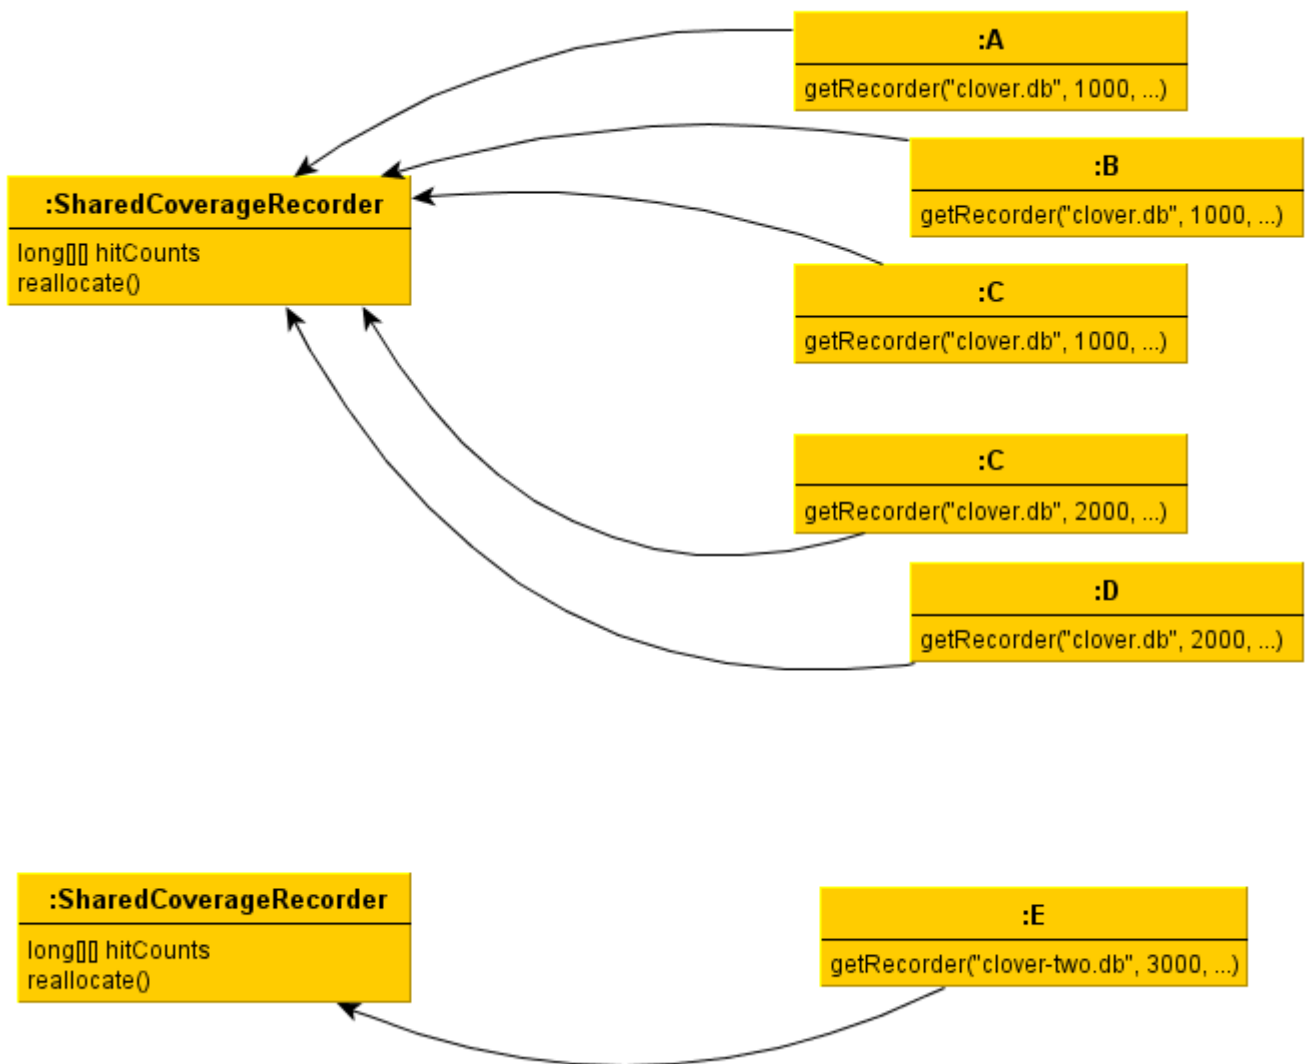 :A
getRecorder("clover.db", 1000, ...)
:B
getRecorder("clover.db", 1000, ...)
:SharedCoverageRecorder
long[][] hitCounts
reallocate()
:C
getRecorder("clover.db", 1000, ...)
:C
getRecorder("clover.db", 2000, ...)
:D
getRecorder("clover.db", 2000, ...)
:SharedCoverageRecorder
long[][] hitCounts
reallocate()
:E
getRecorder("clover-two.db", 3000, ...)